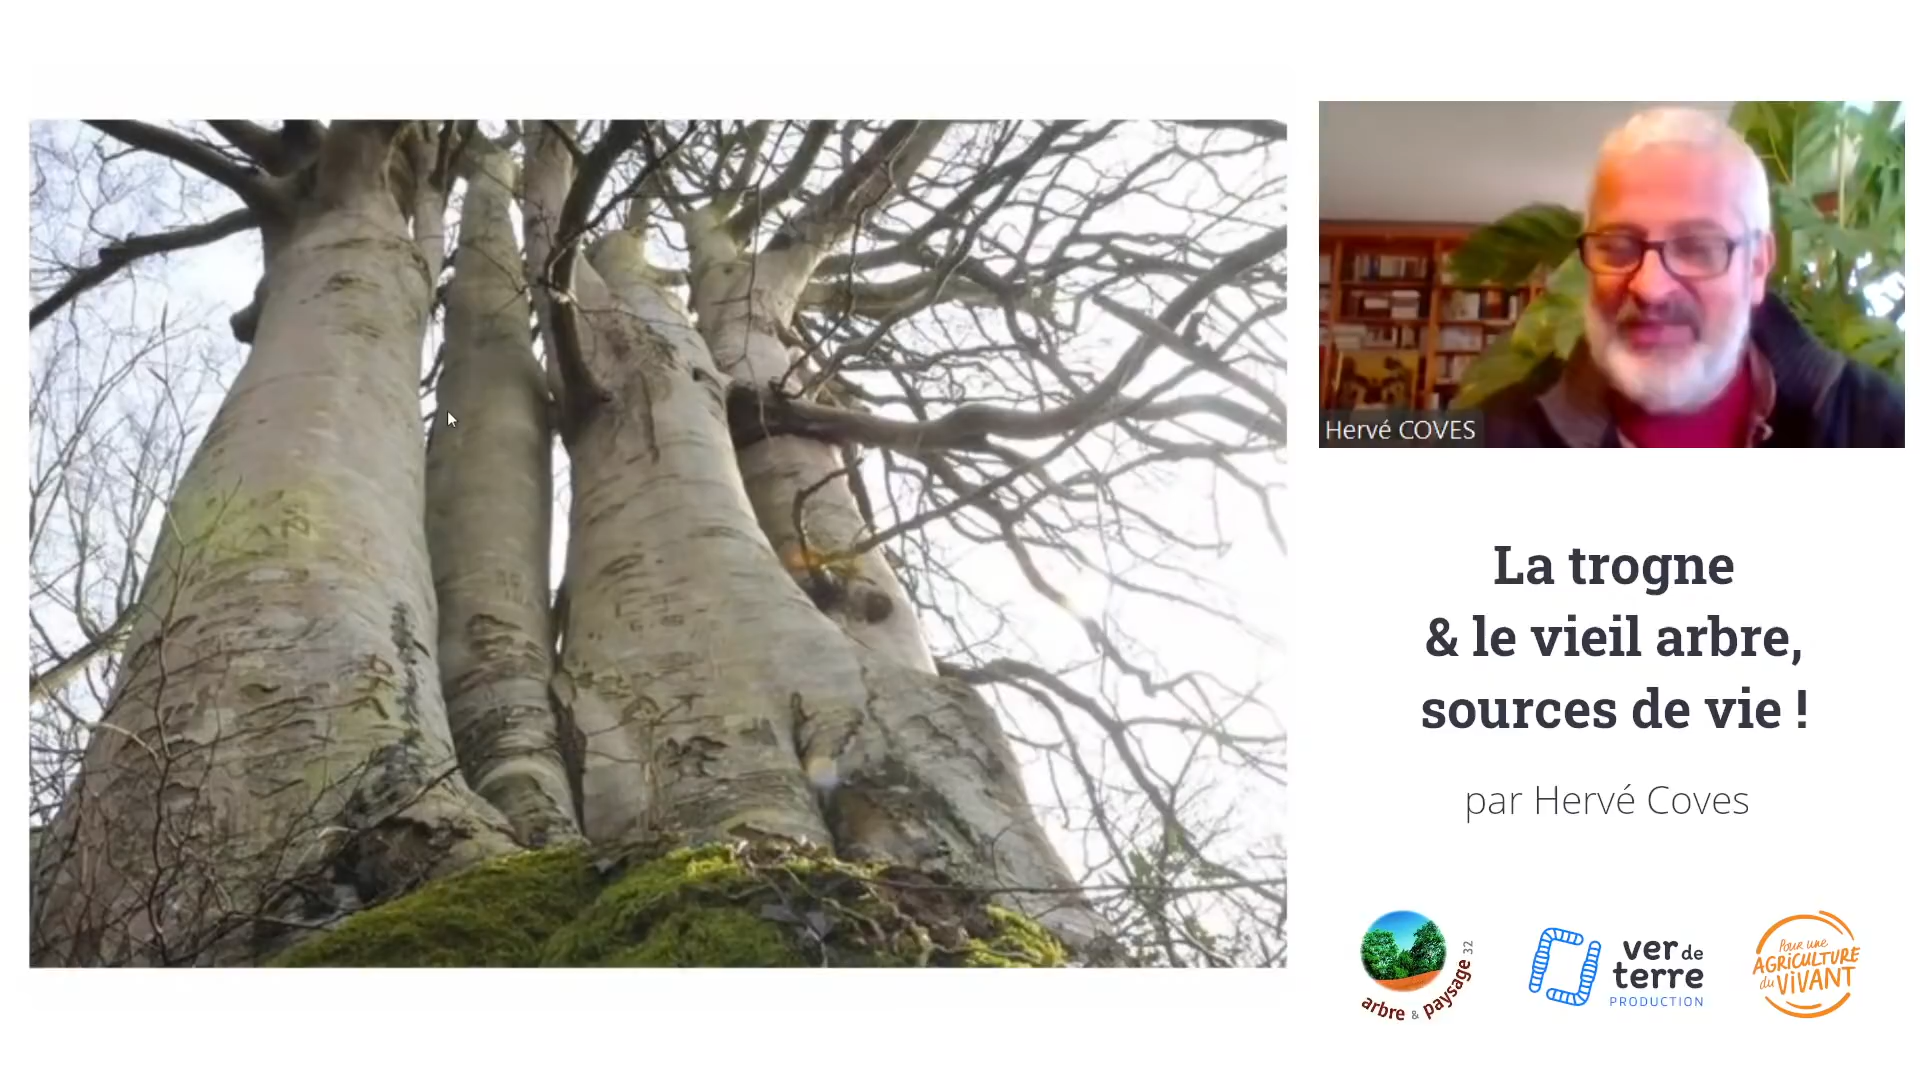 Hervé COVES
La trogne
& le vieil arbre,
sources de vie !
par Hervé Coves
arbre & paysage 32
ver de
terre
PRODUCTION
Pour une
AGRICULTURE
du ViVANT